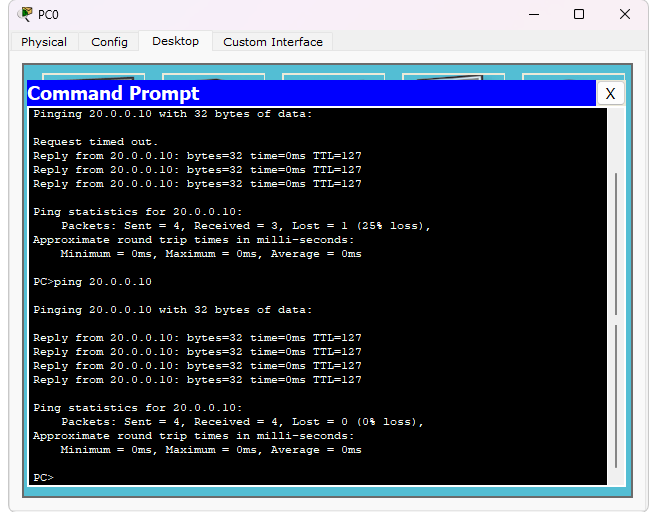 PC0
Physical Config Desktop Custom Interface
Command Prompt X
Pinging 20.0.0.10 with 32 bytes of data:
Request timed out.
Reply from 20.0.0.10: bytes=32 time=0ms TTL=127
Reply from 20.0.0.10: bytes=32 time=0ms TTL=127
Reply from 20.0.0.10: bytes=32 time=0ms TTL=127
Ping statistics for 20.0.0.10:
Packets: Sent = 4, Received = 3, Lost = 1 (25% loss),
Approximate round trip times in milli-seconds:
Minimum = 0ms, Maximum = 0ms, Average = 0ms
PC>ping 20.0.0.10
Pinging 20.0.0.10 with 32 bytes of data:
Reply from 20.0.0.10: bytes=32 time=0ms TTL=127
Reply from 20.0.0.10: bytes=32 time=0ms TTL=127
Reply from 20.0.0.10: bytes=32 time=0ms TTL=127
Reply from 20.0.0.10: bytes=32 time=0ms TTL=127
Ping statistics for 20.0.0.10:
Packets: Sent = 4, Received = 4, Lost = 0 (0% loss),
Approximate round trip times in milli-seconds:
Minimum = 0ms, Maximum = 0ms, Average = 0ms
PC>